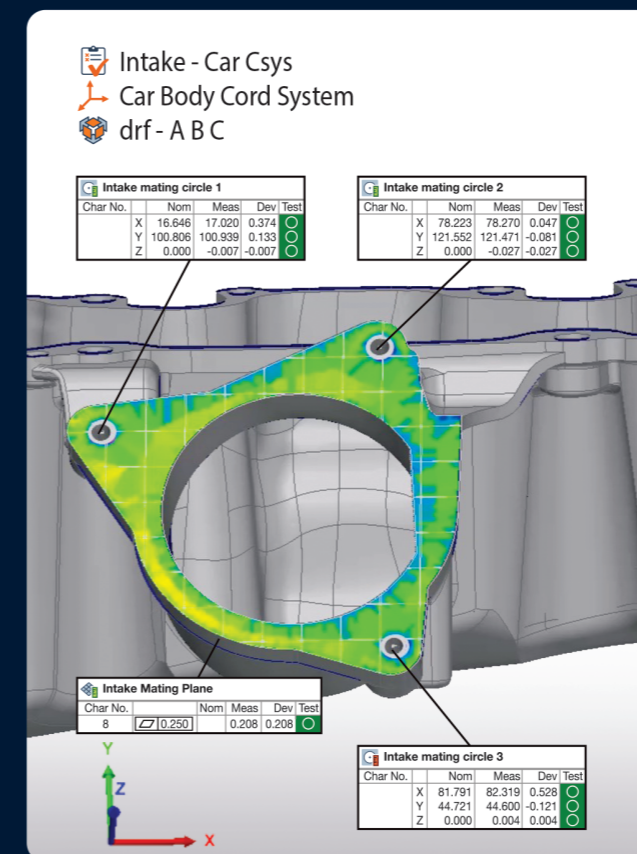 Intake - Car Csys
Car Body Cord System
drf - A B C
Intake mating circle 1
Char No. Nom Meas Dev Test
X 16.646 17.020 0.374
Y 100.806 100.939 0.133
Z 0.000 -0.007 -0.007
Intake mating circle 2
Char No. Nom Meas Dev Test
X 78.223 78.270 0.047
Y 121.552 121.471 -0.081
Z 0.000 -0.027 -0.027
Intake Mating Plane
Char No. Nom Meas Dev Test
8 0.250 0.208 0.208
Intake mating circle 3
Char No. Nom Meas Dev Test
X 81.791 82.319 0.528
Y 44.721 44.600 -0.121
Z 0.000 0.004 0.004
Y
Z
X